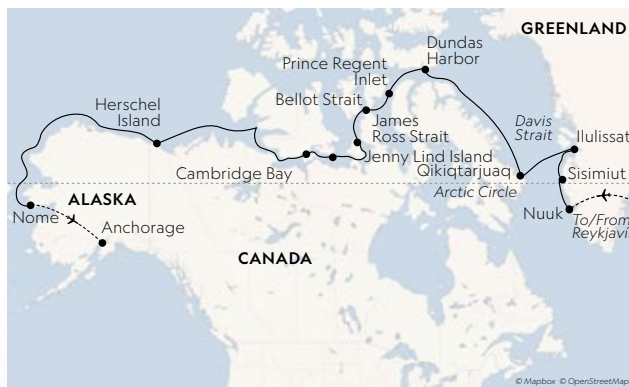 GREENLAND
Dundas
Harbor
Prince Regent
Inlet
Bellot Strait
Herschel
Island
James
Ross Strait
Davis
Strait
Ilulissat
Jenny Lind Island
Cambridge Bay
Qikiqtarjuaq
Sisimiut
Arctic Circle
ALASKA
Nome
Nuuk
To/From
Reykjavi
Anchorage
CANADA
© Mapbox © OpenStreetMap